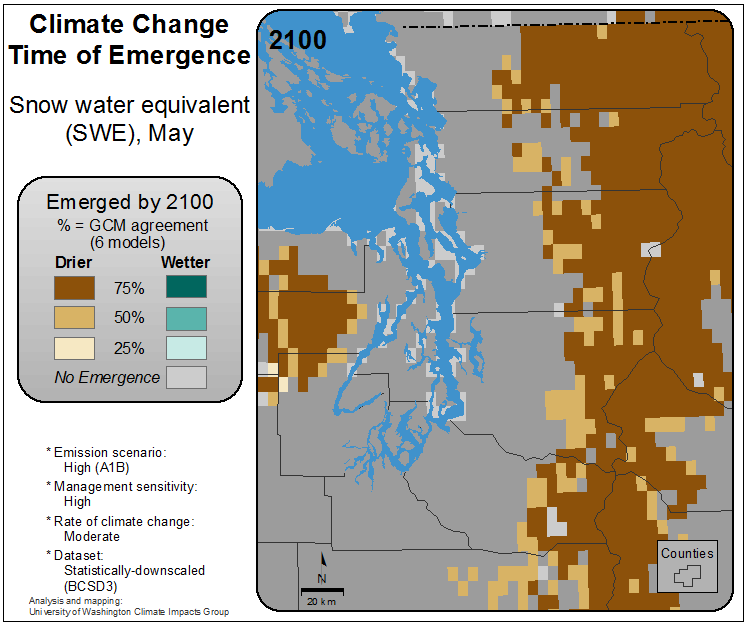 Climate Change
Time of Emergence
Snow water equivalent
(SWE), May
Emerged by 2100
% = GCM agreement
(6 models)
Drier Wetter
75%
50%
25%
No Emergence
* Emission scenario:
High (A1B)
* Management sensitivity:
High
* Rate of climate change:
Moderate
* Dataset:
Statistically-downscaled
(BCSD3)
Analysis and mapping:
University of Washington Climate Impacts Group
2100
N
20 km
Counties